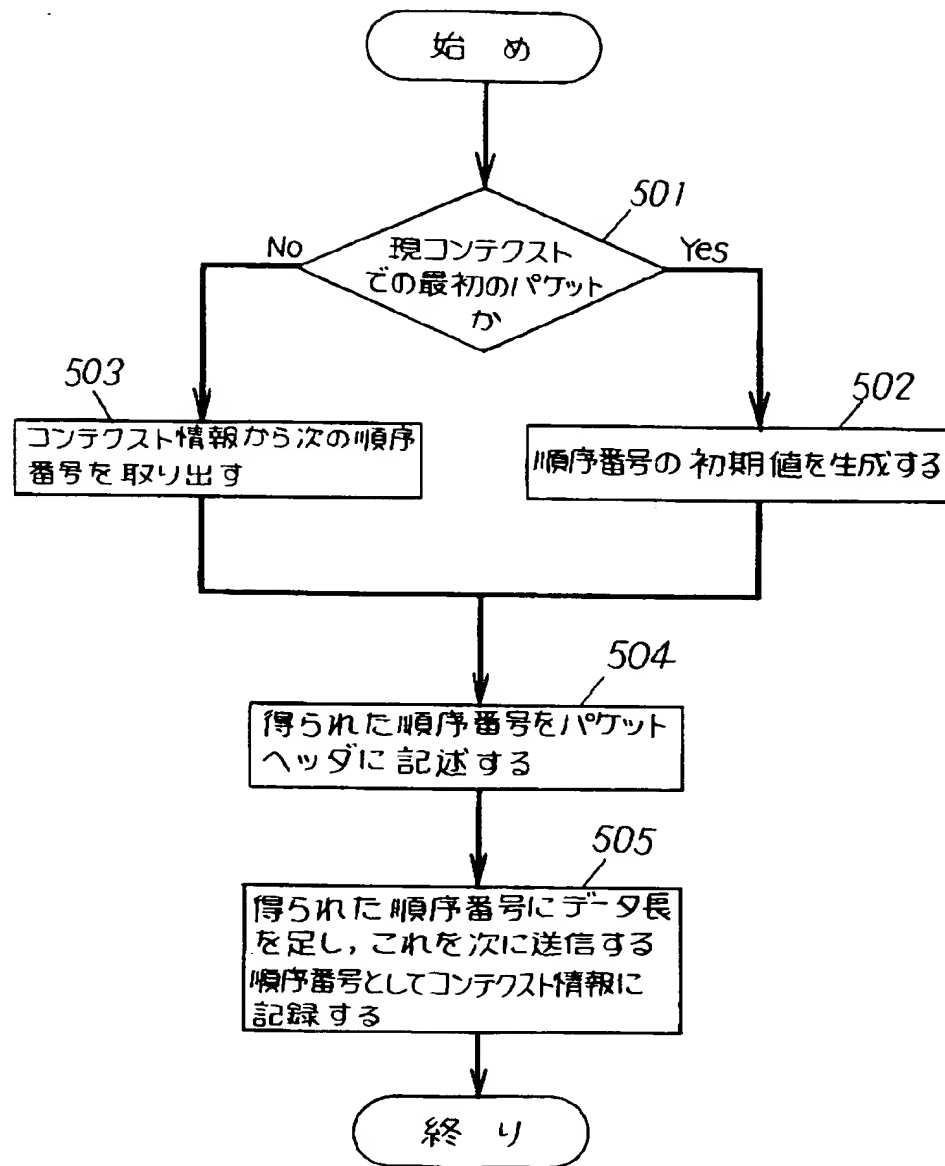 始め
501
現コンテクスト
での最初のパケット
か
No
Yes
503
コンテクスト情報から次の順序
番号を取り出す
502
順序番号の初期値を生成する
504
得られた順序番号をパケット
ヘッダに記述する
505
得られた順序番号にデータ長
を足し,これを次に送信する
順序番号としてコンテクスト情報に
記録する
終り